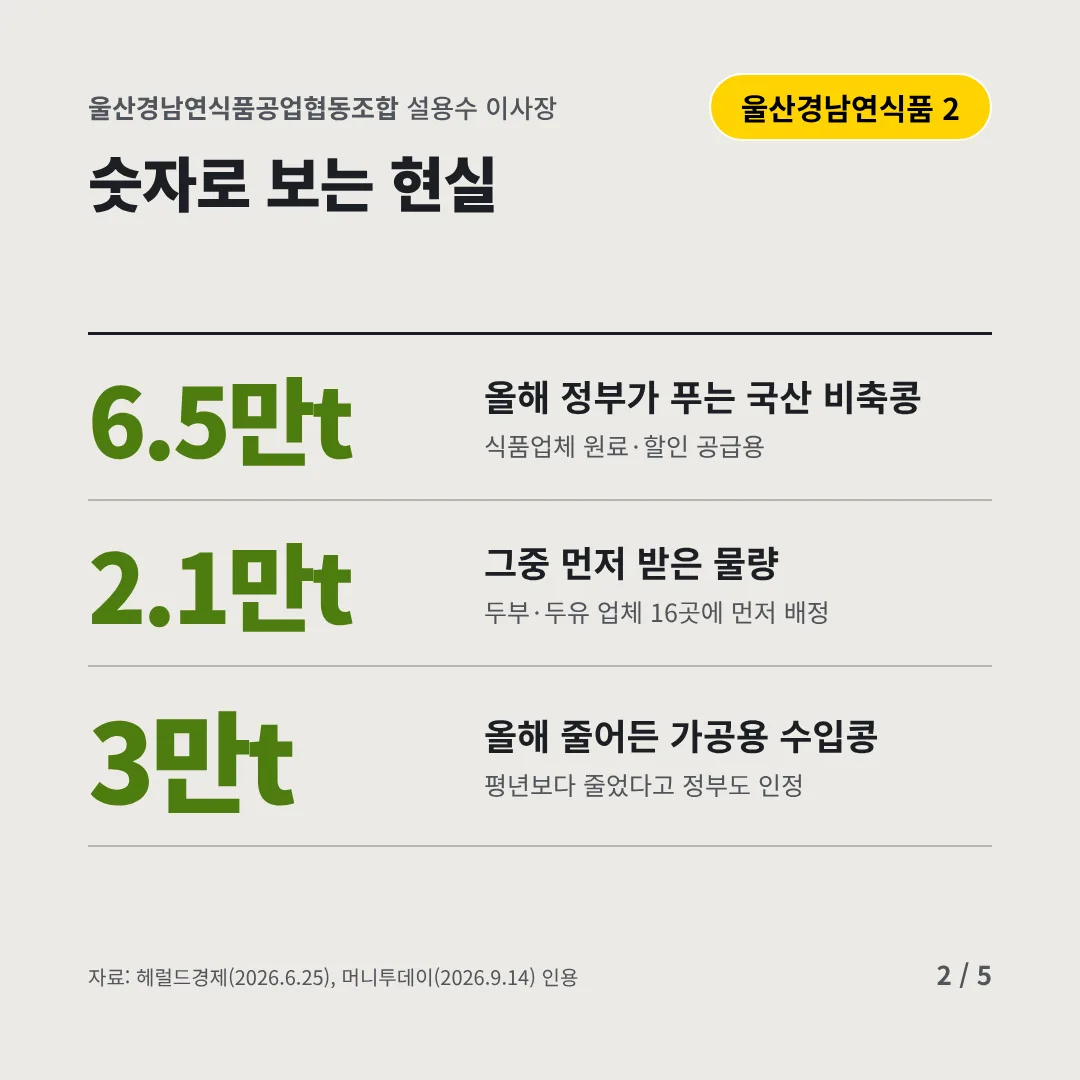 울산경남연식품공업협동조합 설용수 이사장
울산경남연식품 2
숫자로 보는 현실
6.5만t
올해 정부가 푸는 국산 비축콩
식품업체 원료·할인 공급용
2.1만t
그중 먼저 받은 물량
두부·두유 업체 16곳에 먼저 배정
3만t
올해 줄어든 가공용 수입콩
평년보다 줄었다고 정부도 인정
자료: 헤럴드경제(2026.6.25), 머니투데이(2026.9.14) 인용
2 / 5